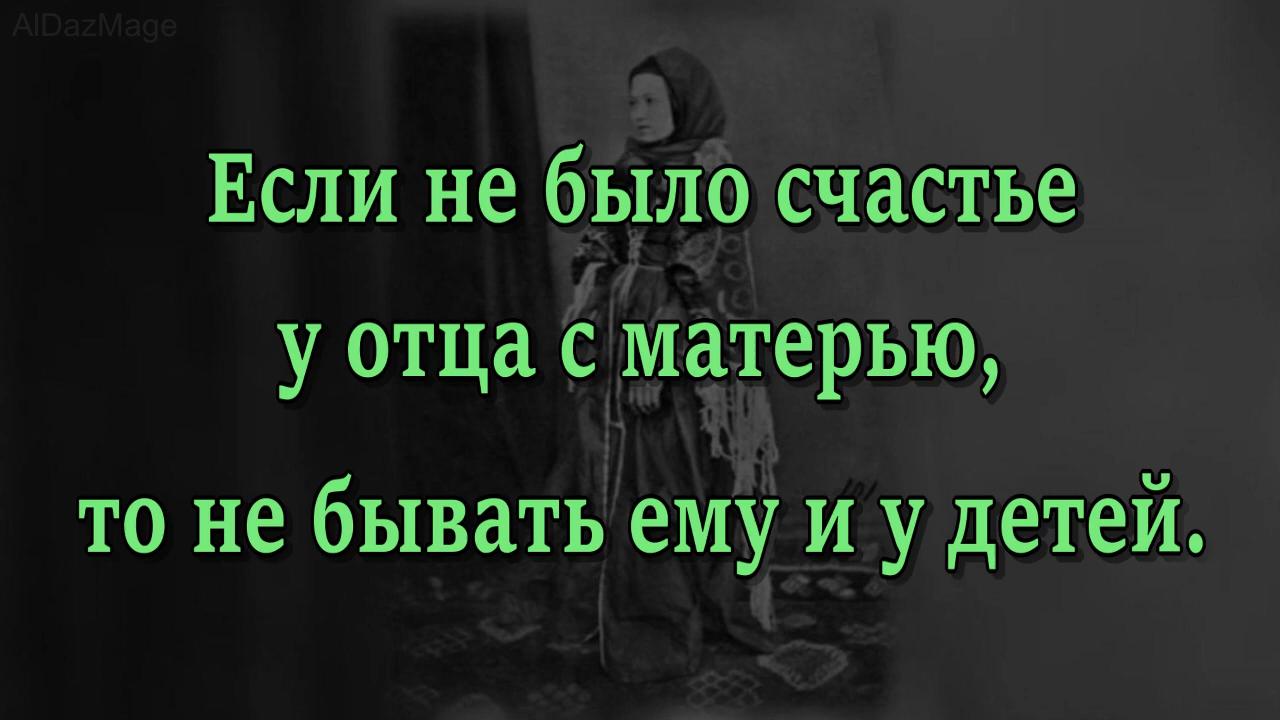 AlDazMage
Если не было счастье
у отца с матерью,
то не бывать ему и у детей.